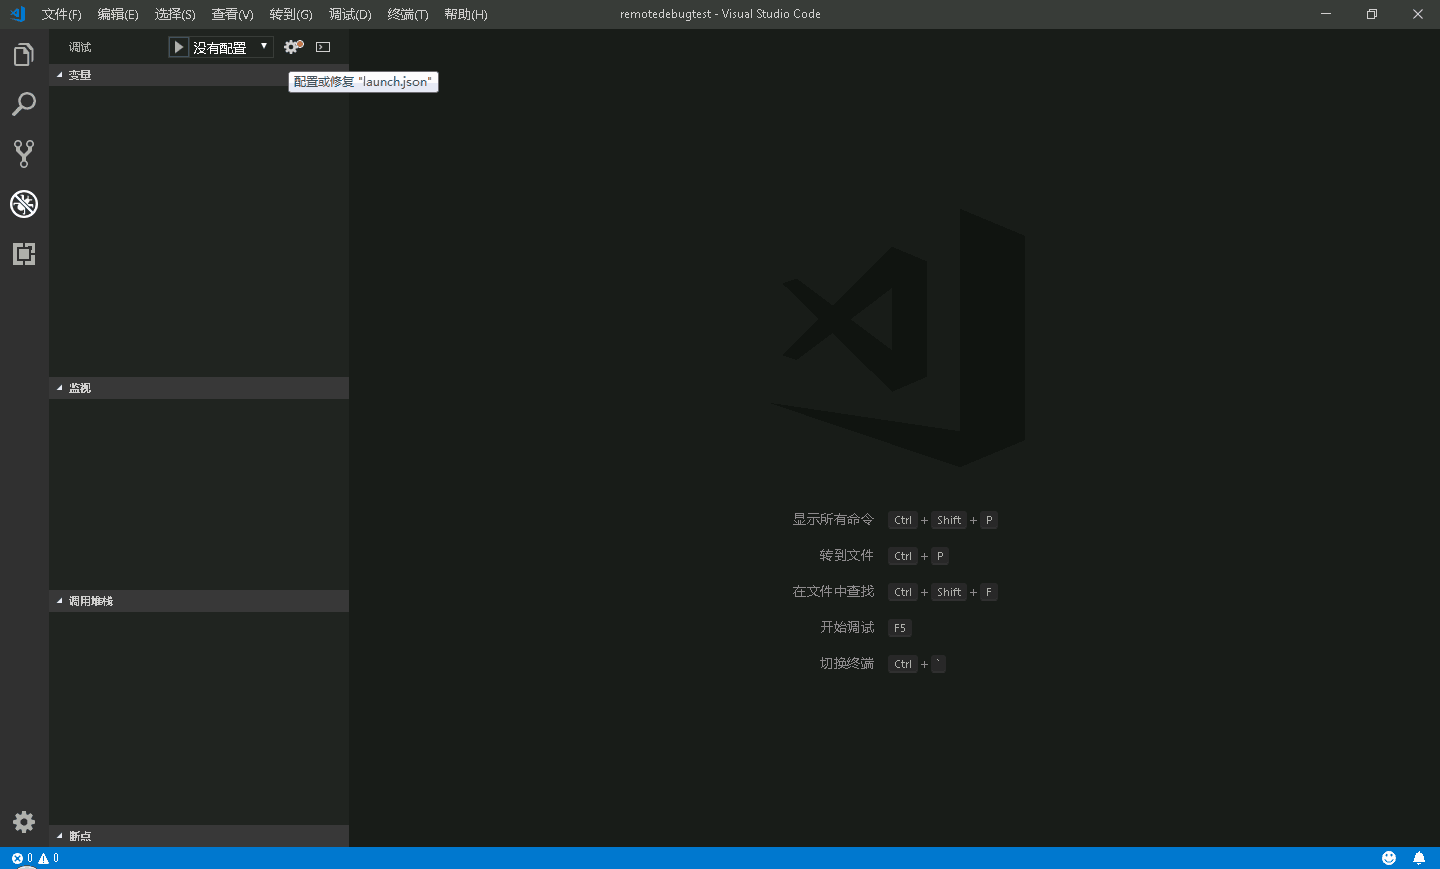 文件(F) 编辑(E) 选择(S) 查看(V) 转到(G) 调试(D) 终端(T) 帮助(H) remotedebugtest - Visual Studio Code
调试 没有配置
变量
配置或修复 "launch.json"
监视
显示所有命令 Ctrl + Shift + P
转到文件 Ctrl + P
在文件中查找 Ctrl + Shift + F
调用堆栈
开始调试 F5
切换终端 Ctrl + `
断点
0 0